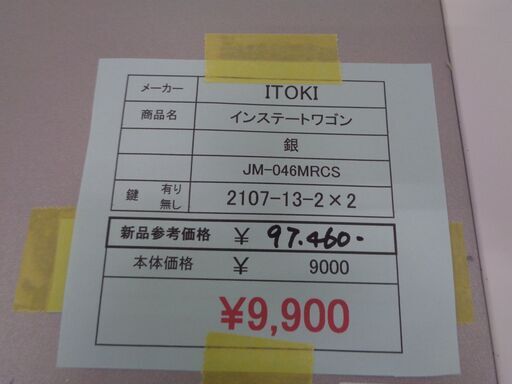 メーカー ITOKI
商品名 インステートワゴン
銀
JM-046MRCS
鍵 有り 無し 2107-13-2×2
新品参考価格 ¥ 97.460-
本体価格 ¥ 9000
¥9,900